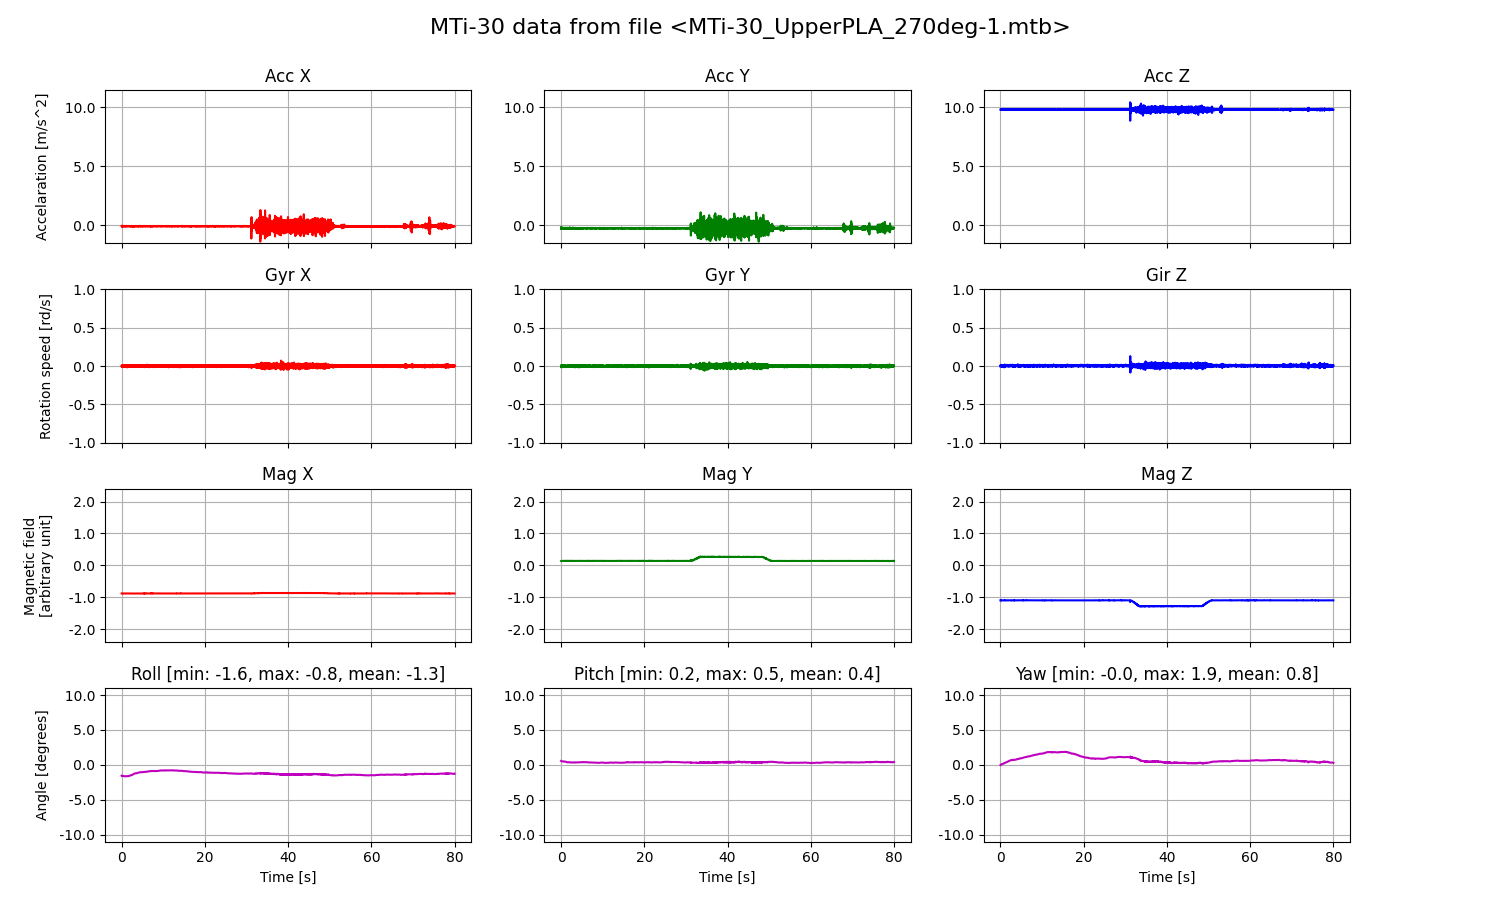 MTi-30 data from file <MTi-30_UpperPLA_270deg-1.mtb>
Acc X
Acc Y
Acc Z
Accelaration [m/s^2]
10.0
5.0
0.0
10.0
5.0
0.0
10.0
5.0
0.0
Gyr X
Gyr Y
Gir Z
Rotation speed [rd/s]
1.0
0.5
0.0
-0.5
-1.0
1.0
0.5
0.0
-0.5
-1.0
1.0
0.5
0.0
-0.5
-1.0
Mag X
Mag Y
Mag Z
Magnetic field
[arbitrary unit]
2.0
1.0
0.0
-1.0
-2.0
2.0
1.0
0.0
-1.0
-2.0
2.0
1.0
0.0
-1.0
-2.0
Roll [min: -1.6, max: -0.8, mean: -1.3]
Pitch [min: 0.2, max: 0.5, mean: 0.4]
Yaw [min: -0.0, max: 1.9, mean: 0.8]
Angle [degrees]
10.0
5.0
0.0
-5.0
-10.0
10.0
5.0
0.0
-5.0
-10.0
10.0
5.0
0.0
-5.0
-10.0
0 20 40 60 80
0 20 40 60 80
0 20 40 60 80
Time [s]
Time [s]
Time [s]